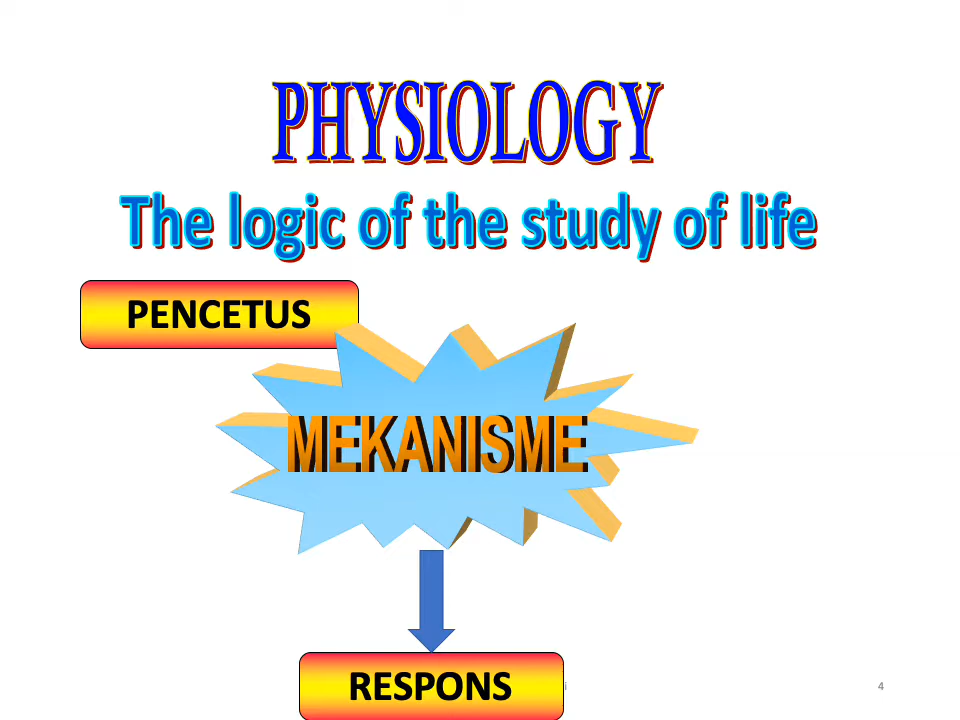 PHYSIOLOGY
The logic of the study of life
PENCETUS
MEKANISME
RESPONS
4